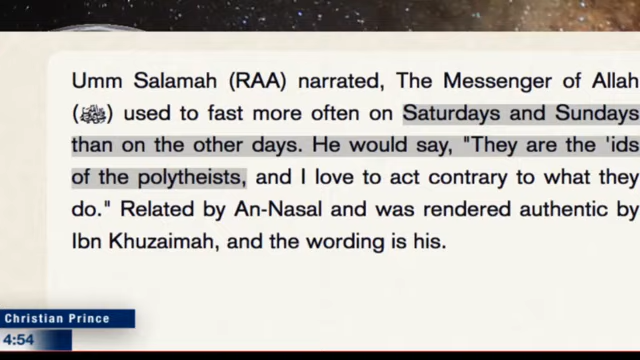 Umm Salamah (RAA) narrated, The Messenger of Allah
(ﷺ) used to fast more often on Saturdays and Sundays
than on the other days. He would say, "They are the 'ids
of the polytheists, and I love to act contrary to what they
do." Related by An-Nasal and was rendered authentic by
Ibn Khuzaimah, and the wording is his.
Christian Prince
4:54